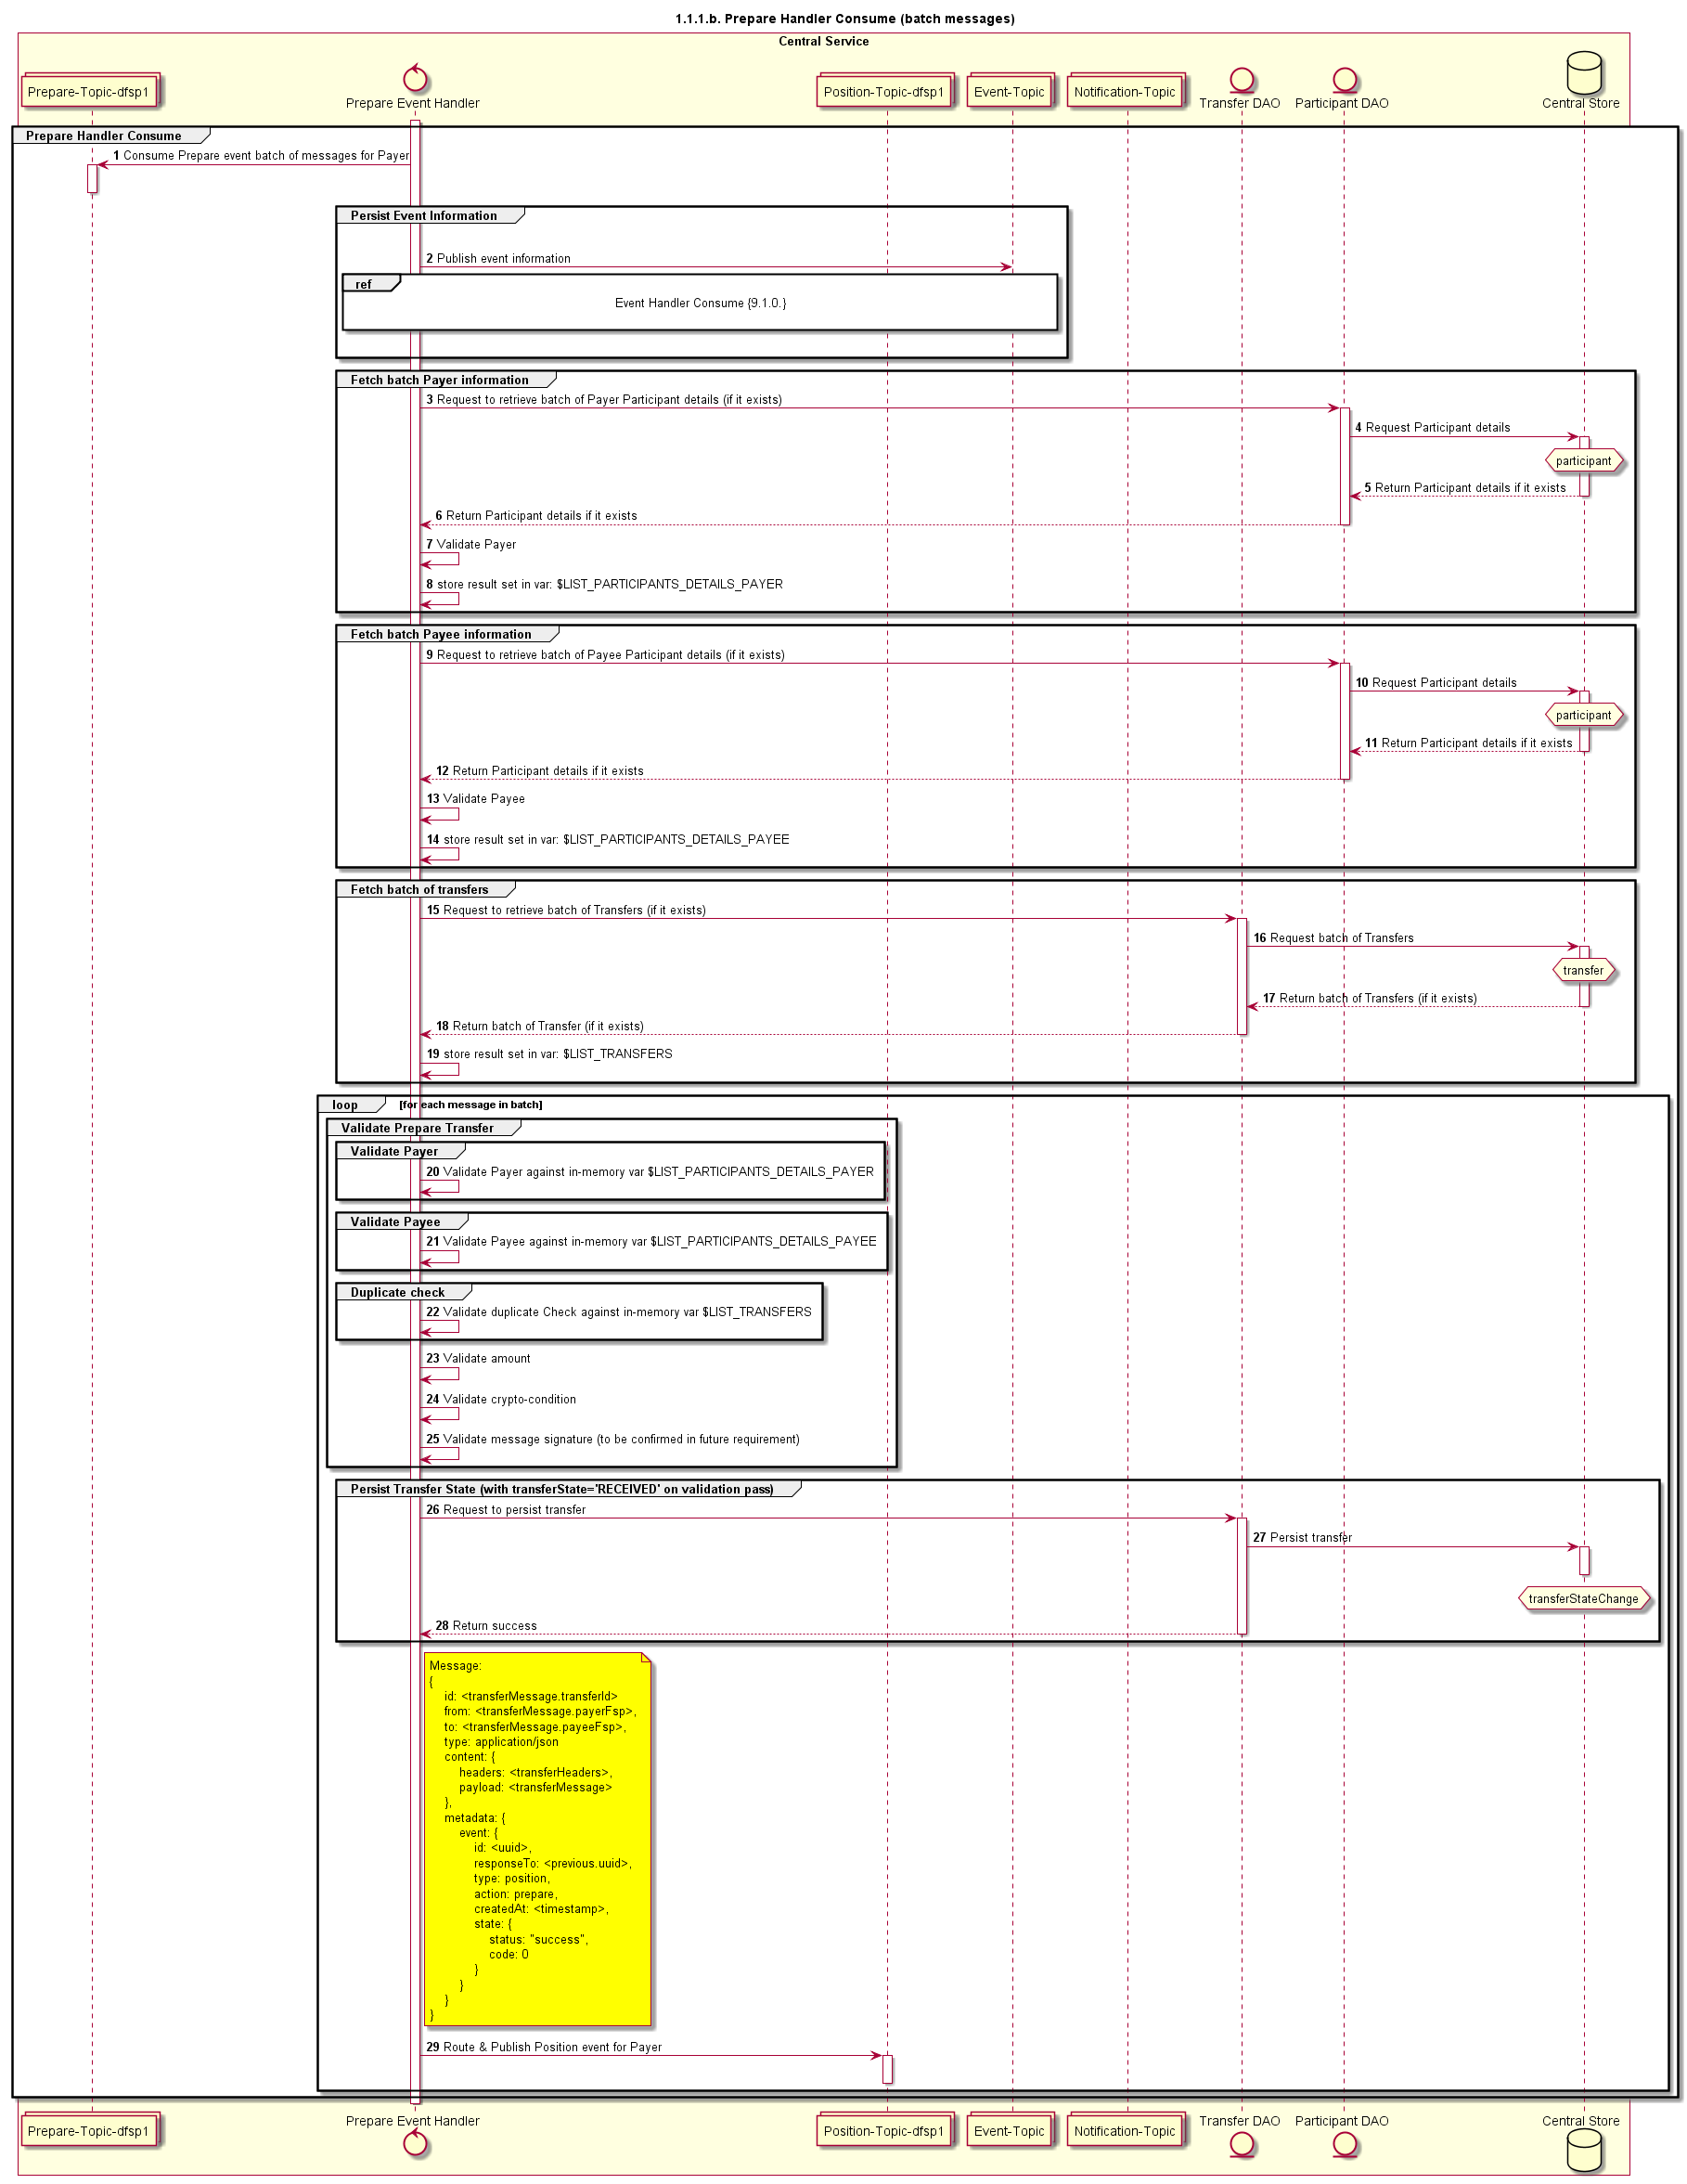 1.1.1.b. Prepare Handler Consume (batch messages)
Central Service
Prepare-Topic-dfsp1
Prepare Event Handler
Position-Topic-dfsp1
Event-Topic
Notification-Topic
Transfer DAO
Participant DAO
Central Store
Prepare Handler Consume
1 Consume Prepare event batch of messages for Payer
Persist Event Information
2 Publish event information
ref
Event Handler Consume {9.1.0.}
Fetch batch Payer information
3 Request to retrieve batch of Payer Participant details (if it exists)
4 Request Participant details
participant
5 Return Participant details if it exists
6 Return Participant details if it exists
7 Validate Payer
8 store result set in var: $LIST_PARTICIPANTS_DETAILS_PAYER
Fetch batch Payee information
9 Request to retrieve batch of Payee Participant details (if it exists)
10 Request Participant details
participant
11 Return Participant details if it exists
12 Return Participant details if it exists
13 Validate Payee
14 store result set in var: $LIST_PARTICIPANTS_DETAILS_PAYEE
Fetch batch of transfers
15 Request to retrieve batch of Transfers (if it exists)
16 Request batch of Transfers
transfer
17 Return batch of Transfers (if it exists)
18 Return batch of Transfer (if it exists)
19 store result set in var: $LIST_TRANSFERS
loop [for each message in batch]
Validate Prepare Transfer
Validate Payer
20 Validate Payer against in-memory var $LIST_PARTICIPANTS_DETAILS_PAYER
Validate Payee
21 Validate Payee against in-memory var $LIST_PARTICIPANTS_DETAILS_PAYEE
Duplicate check
22 Validate duplicate Check against in-memory var $LIST_TRANSFERS
23 Validate amount
24 Validate crypto-condition
25 Validate message signature (to be confirmed in future requirement)
Persist Transfer State (with transferState='RECEIVED' on validation pass)
26 Request to persist transfer
27 Persist transfer
transferStateChange
28 Return success
Message:
{
id: <transferMessage.transferId>
from: <transferMessage.payerFsp>,
to: <transferMessage.payeeFsp>,
type: application/json
content: {
headers: <transferHeaders>,
payload: <transferMessage>
},
metadata: {
event: {
id: <uuid>,
responseTo: <previous.uuid>,
type: position,
action: prepare,
createdAt: <timestamp>,
state: {
status: "success",
code: 0
}
}
}
}
29 Route & Publish Position event for Payer
Prepare-Topic-dfsp1
Prepare Event Handler
Position-Topic-dfsp1
Event-Topic
Notification-Topic
Transfer DAO
Participant DAO
Central Store